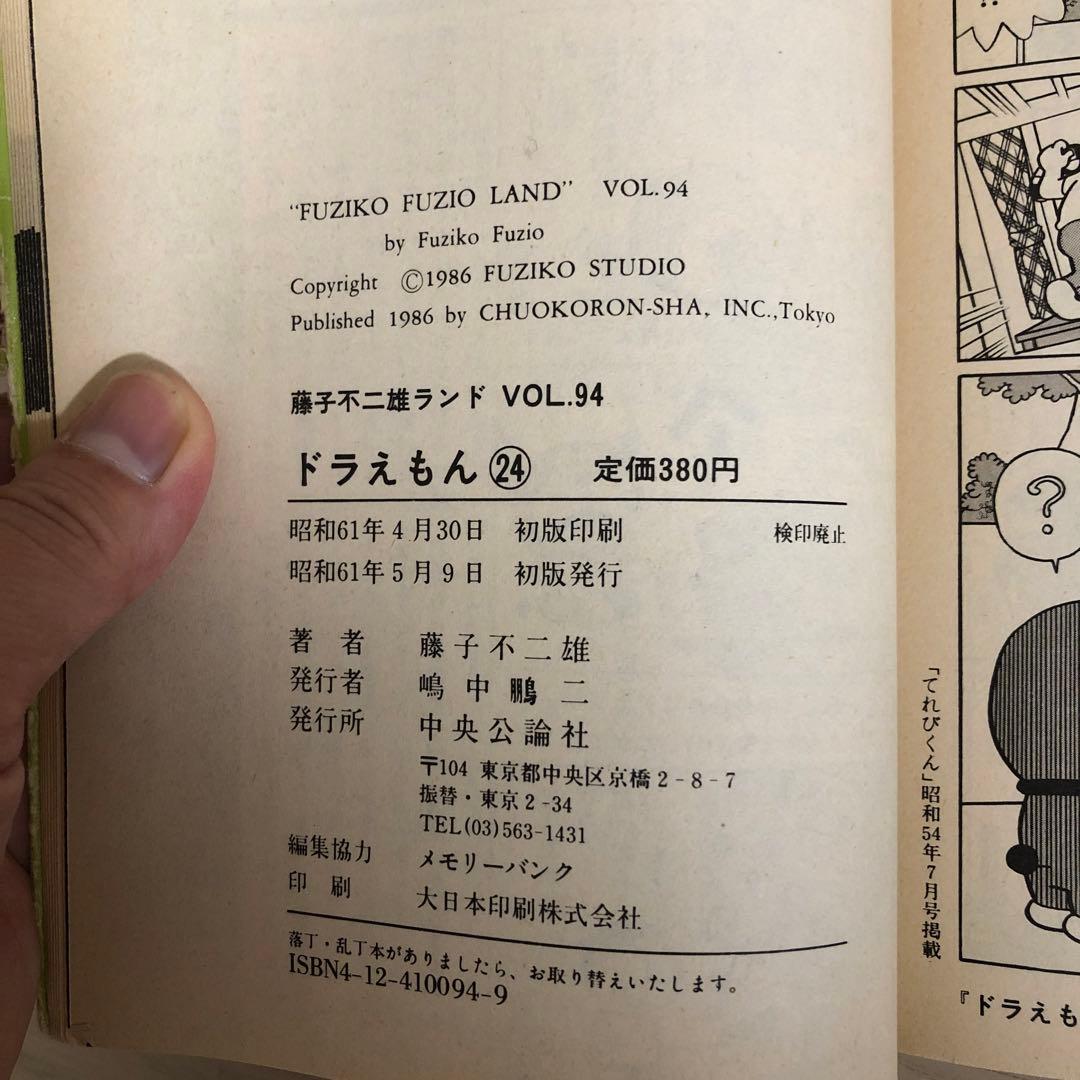 “FUZIKO FUZIO LAND” VOL.94
by Fuziko Fuzio
Copyright ©1986 FUZIKO STUDIO
Published 1986 by CHUOKORON-SHA, INC.,Tokyo
藤子不二雄ランド VOL.94
ドラえもん㉔ 定価380円
昭和61年4月30日 初版印刷 検印廃止
昭和61年5月9日 初版発行
著者 藤子不二雄
発行者 嶋中鵬二
発行所 中央公論社
〒104 東京都中央区京橋2-8-7
振替・東京2-34
TEL(03)563-1431
編集協力 メモリーバンク
印刷 大日本印刷株式会社
落丁・乱丁本がありましたら、お取り替えいたします。
ISBN4-12-410094-9
!!
?
「てれびくん」昭和54年7月号掲載
『ドラえも